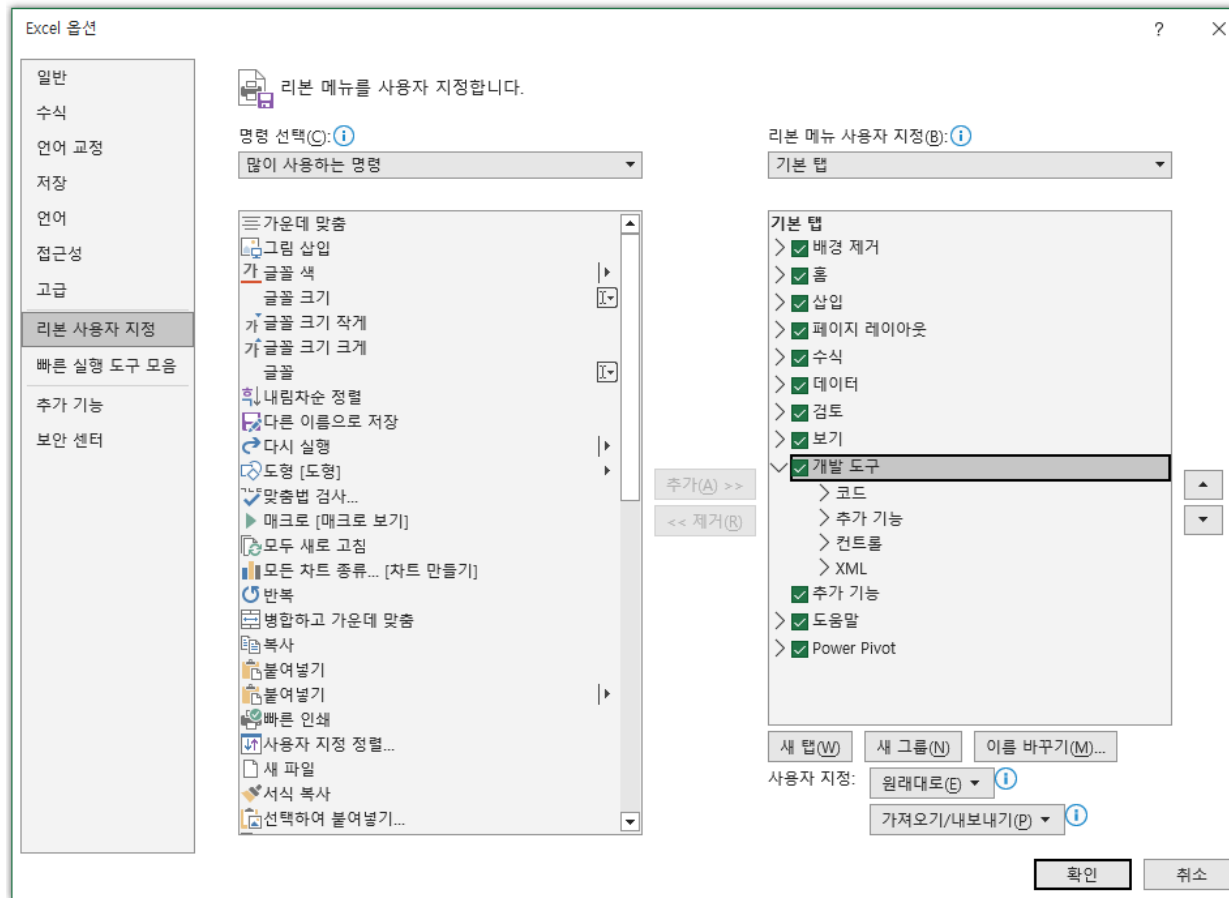 Excel 옵션
?
일반
수식
언어 교정
저장
언어
접근성
고급
리본 사용자 지정
빠른 실행 도구 모음
추가 기능
보안 센터
리본 메뉴를 사용자 지정합니다.
명령 선택(C):
많이 사용하는 명령
가운데 맞춤
그림 삽입
글꼴 색
글꼴 크기
글꼴 크기 작게
글꼴 크기 크게
글꼴
내림차순 정렬
다른 이름으로 저장
다시 실행
도형 [도형]
맞춤법 검사...
매크로 [매크로 보기]
모두 새로 고침
모든 차트 종류... [차트 만들기]
반복
병합하고 가운데 맞춤
복사
붙여넣기
붙여넣기
빠른 인쇄
사용자 지정 정렬...
새 파일
서식 복사
선택하여 붙여넣기...
추가(A) >>
<< 제거(R)
리본 메뉴 사용자 지정(B):
기본 탭
기본 탭
배경 제거
홈
삽입
페이지 레이아웃
수식
데이터
검토
보기
개발 도구
코드
추가 기능
컨트롤
XML
추가 기능
도움말
Power Pivot
새 탭(W) 새 그룹(N) 이름 바꾸기(M)...
사용자 지정: 원래대로(E)
가져오기/내보내기(P)
확인 취소